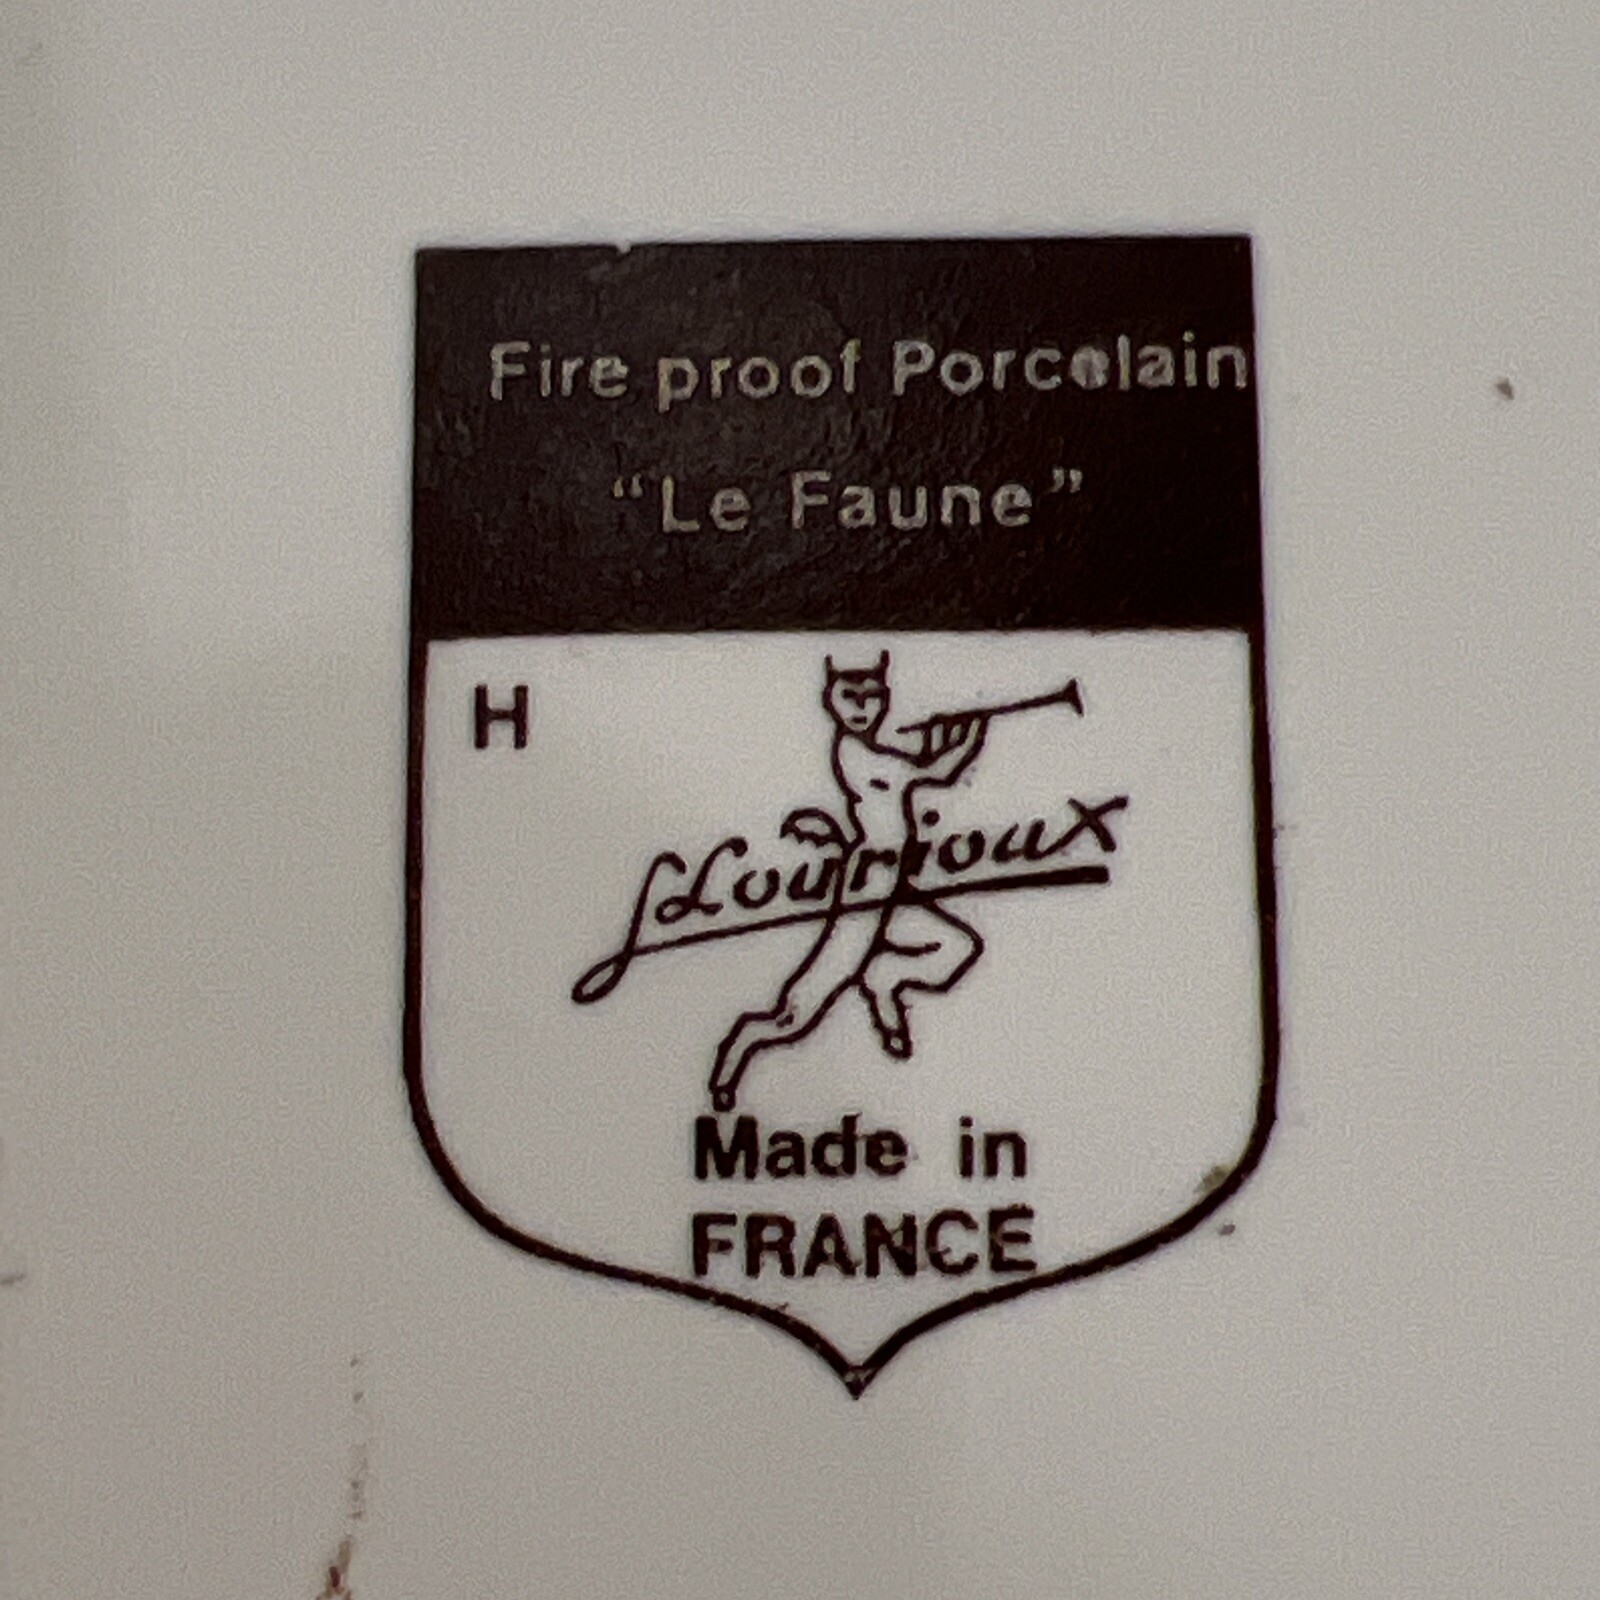 Fire proof Porcelain
“Le Faune”
H
L Lourioux
Made in
FRANCE